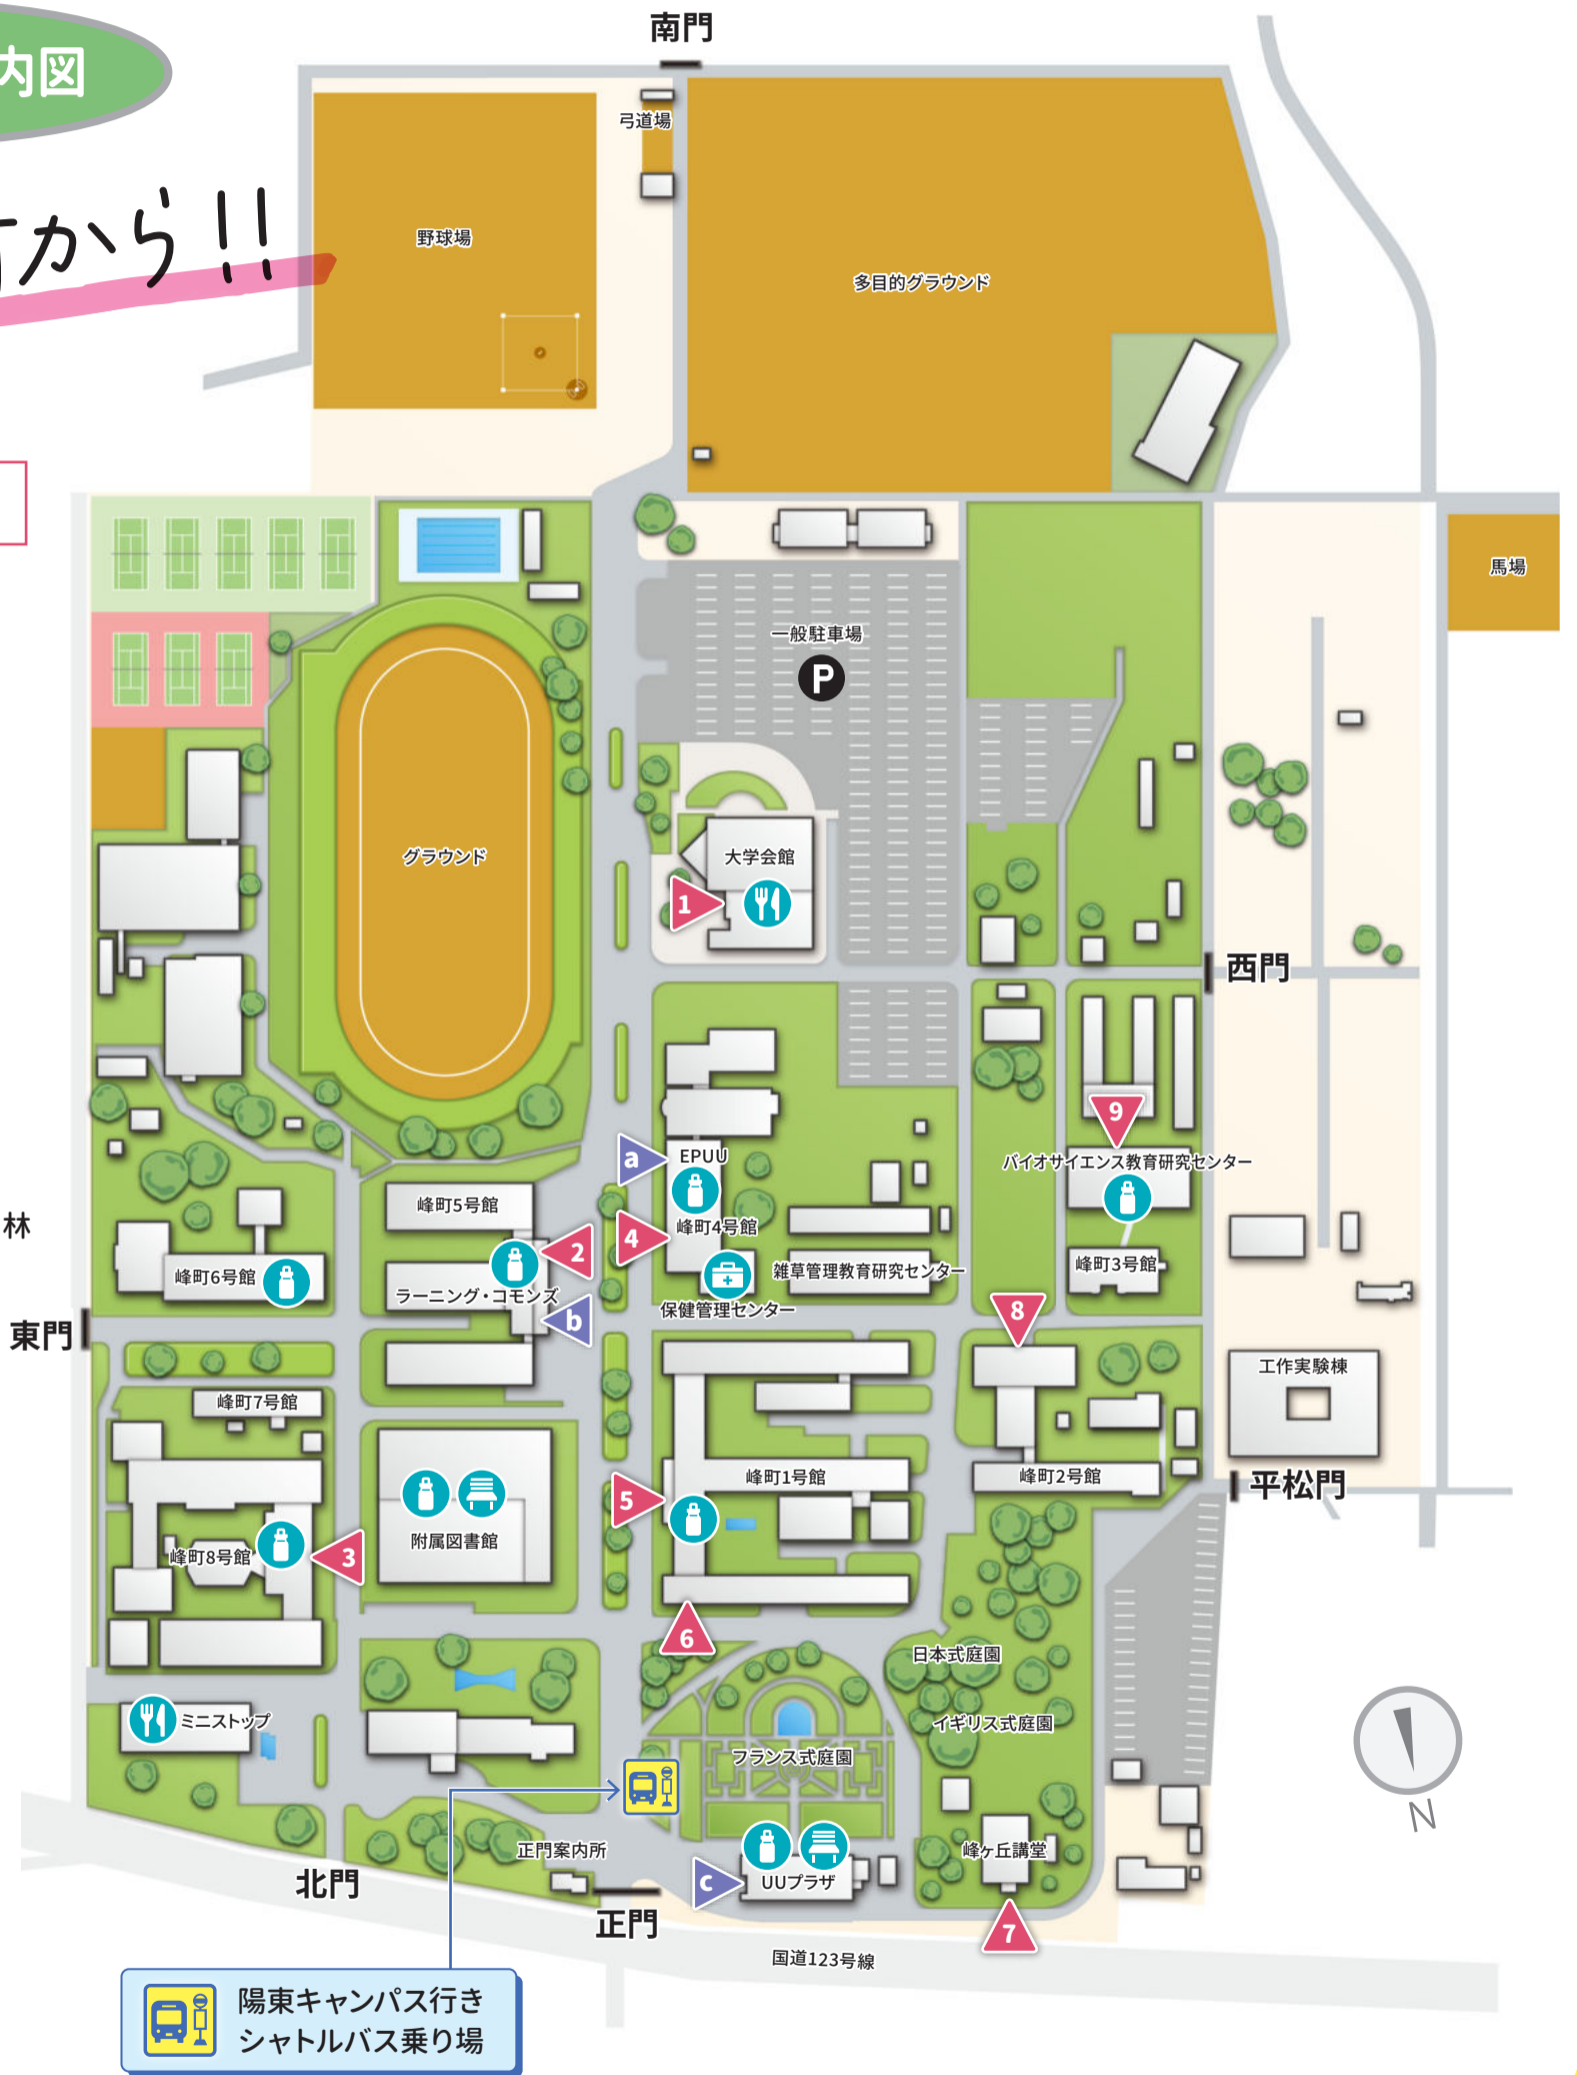 南門
内図
弓道場
から!!
野球場
多目的グラウンド
馬場
一般駐車場
P
グラウンド
大学会館
1
西門
9
a
EPUU
バイオサイエンス教育研究センター
峰町5号館
林
4
峰町4号館
2
峰町3号館
雑草管理教育研究センター
峰町6号館
ラーニング・コモンズ
保健管理センター
8
b
東門
工作実験棟
峰町7号館
峰町1号館
峰町2号館
平松門
5
附属図書館
峰町8号館
3
6
日本式庭園
ミニストップ
イギリス式庭園
フランス式庭園
正門案内所
峰ヶ丘講堂
北門
c
UUプラザ
正門
7
N
国道123号線
陽東キャンパス行き
シャトルバス乗り場